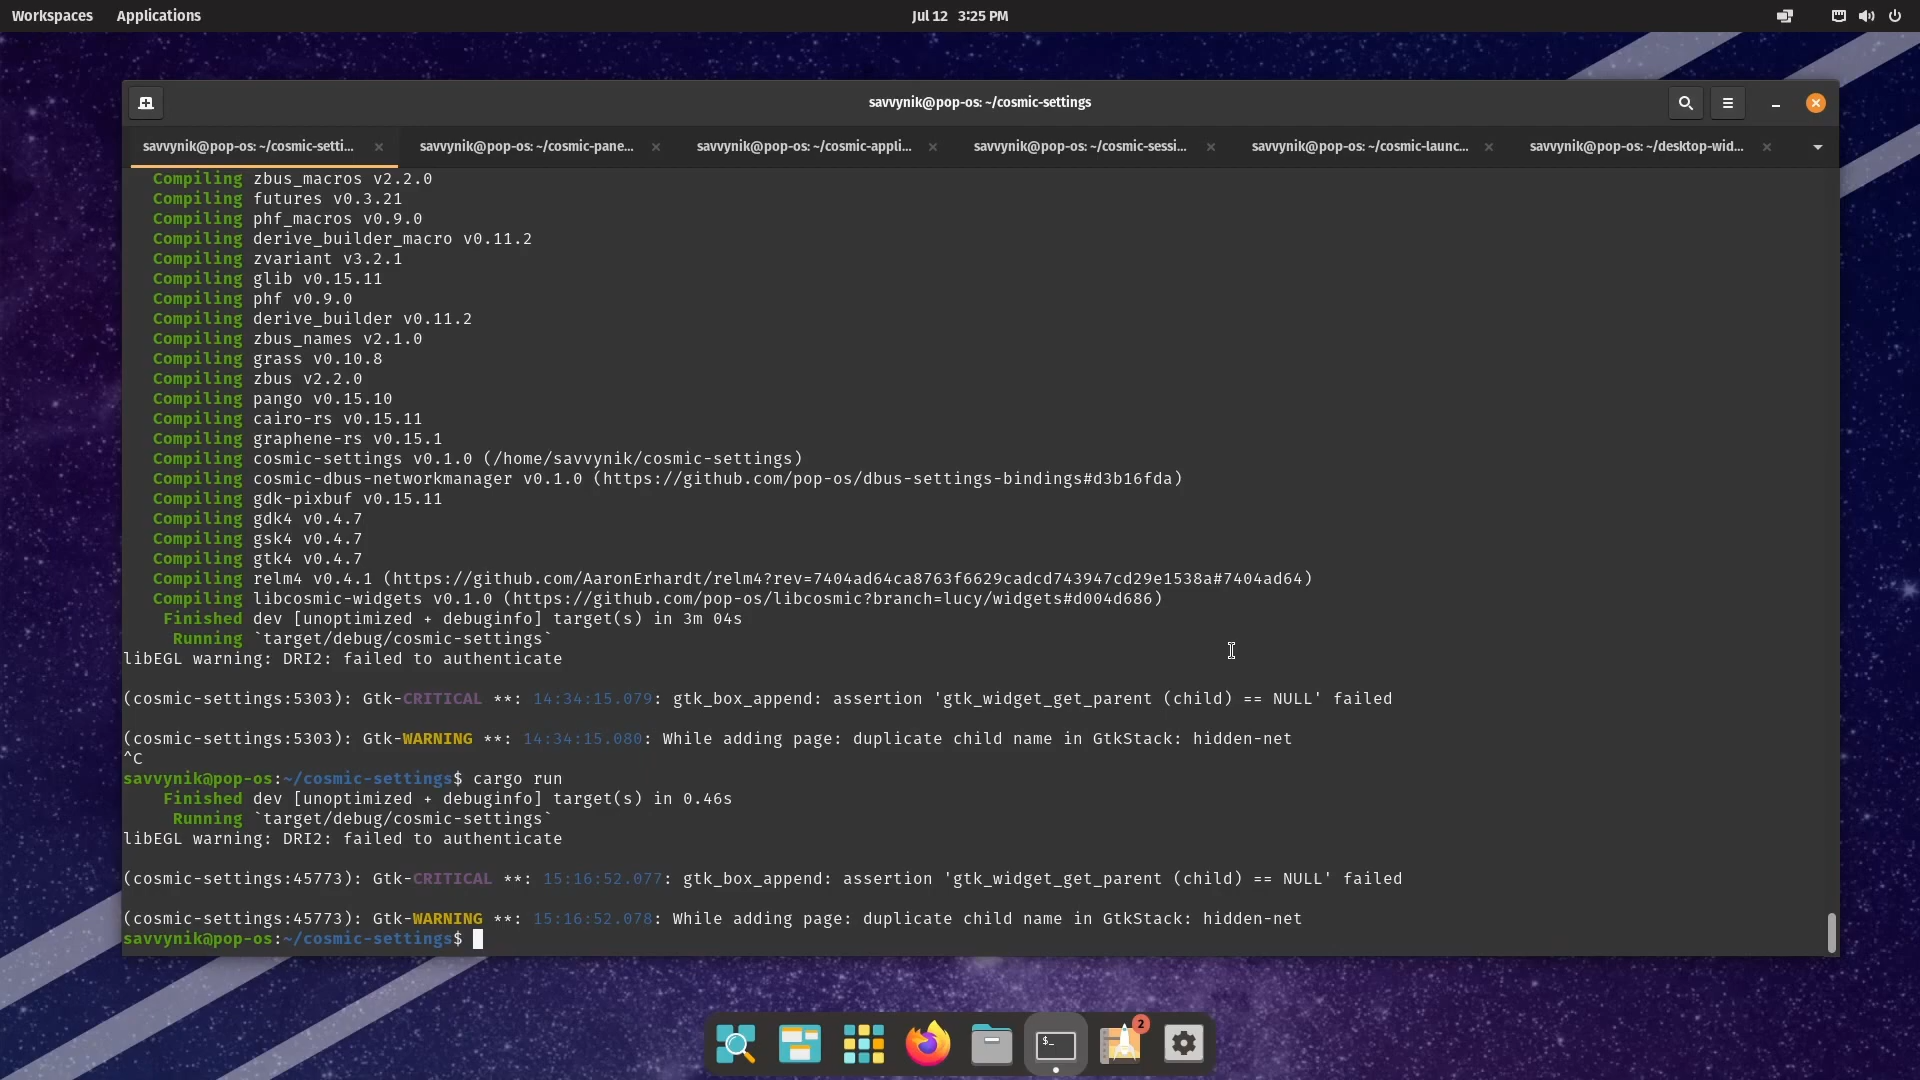 Workspaces Applications Jul 12 3:25 PM
savvynik@pop-os: ~/cosmic-settings
savvynik@pop-os: ~/cosmic-setti... savvynik@pop-os: ~/cosmic-pane... savvynik@pop-os: ~/cosmic-appli... savvynik@pop-os: ~/cosmic-sessi... savvynik@pop-os: ~/cosmic-launc... savvynik@pop-os: ~/desktop-wid...
Compiling zbus_macros v2.2.0
Compiling futures v0.3.21
Compiling phf_macros v0.9.0
Compiling derive_builder_macro v0.11.2
Compiling zvariant v3.2.1
Compiling glib v0.15.11
Compiling phf v0.9.0
Compiling derive_builder v0.11.2
Compiling zbus_names v2.1.0
Compiling grass v0.10.8
Compiling zbus v2.2.0
Compiling pango v0.15.10
Compiling cairo-rs v0.15.11
Compiling graphene-rs v0.15.1
Compiling cosmic-settings v0.1.0 (/home/savvynik/cosmic-settings)
Compiling cosmic-dbus-networkmanager v0.1.0 (https://github.com/pop-os/dbus-settings-bindings#d3b16fda)
Compiling gdk-pixbuf v0.15.11
Compiling gdk4 v0.4.7
Compiling gsk4 v0.4.7
Compiling gtk4 v0.4.7
Compiling relm4 v0.4.1 (https://github.com/AaronErhardt/relm4?rev=7404ad64ca8763f6629cadcd743947cd29e1538a#7404ad64)
Compiling libcosmic-widgets v0.1.0 (https://github.com/pop-os/libcosmic?branch=lucy/widgets#d004d686)
Finished dev [unoptimized + debuginfo] target(s) in 3m 04s
Running `target/debug/cosmic-settings`
libEGL warning: DRI2: failed to authenticate
(cosmic-settings:5303): Gtk-CRITICAL **: 14:34:15.079: gtk_box_append: assertion 'gtk_widget_get_parent (child) == NULL' failed
(cosmic-settings:5303): Gtk-WARNING **: 14:34:15.080: While adding page: duplicate child name in GtkStack: hidden-net
^C
savvynik@pop-os:~/cosmic-settings$ cargo run
Finished dev [unoptimized + debuginfo] target(s) in 0.46s
Running `target/debug/cosmic-settings`
libEGL warning: DRI2: failed to authenticate
(cosmic-settings:45773): Gtk-CRITICAL **: 15:16:52.077: gtk_box_append: assertion 'gtk_widget_get_parent (child) == NULL' failed
(cosmic-settings:45773): Gtk-WARNING **: 15:16:52.078: While adding page: duplicate child name in GtkStack: hidden-net
savvynik@pop-os:~/cosmic-settings$
$_ 2